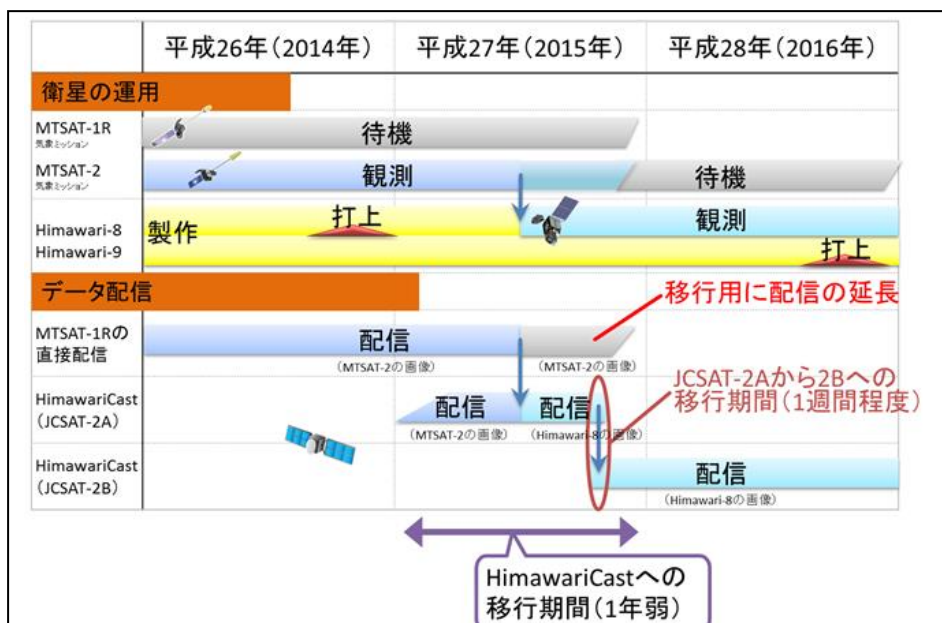 平成26年(2014年) 平成27年(2015年) 平成28年(2016年)
衛星の運用
MTSAT-1R
気象ミッション
待機
MTSAT-2
気象ミッション
観測 待機
Himawari-8
Himawari-9
製作 打上 観測
打上
データ配信
移行用に配信の延長
MTSAT-1Rの
直接配信
配信
(MTSAT-2の画像) (MTSAT-2の画像)
JCSAT-2Aから2Bへの
移行期間(1週間程度)
HimawariCast
(JCSAT-2A)
配信 配信
(MTSAT-2の画像) (Himawari-8の画像)
HimawariCast
(JCSAT-2B)
配信
(Himawari-8の画像)
HimawariCastへの
移行期間(1年弱)